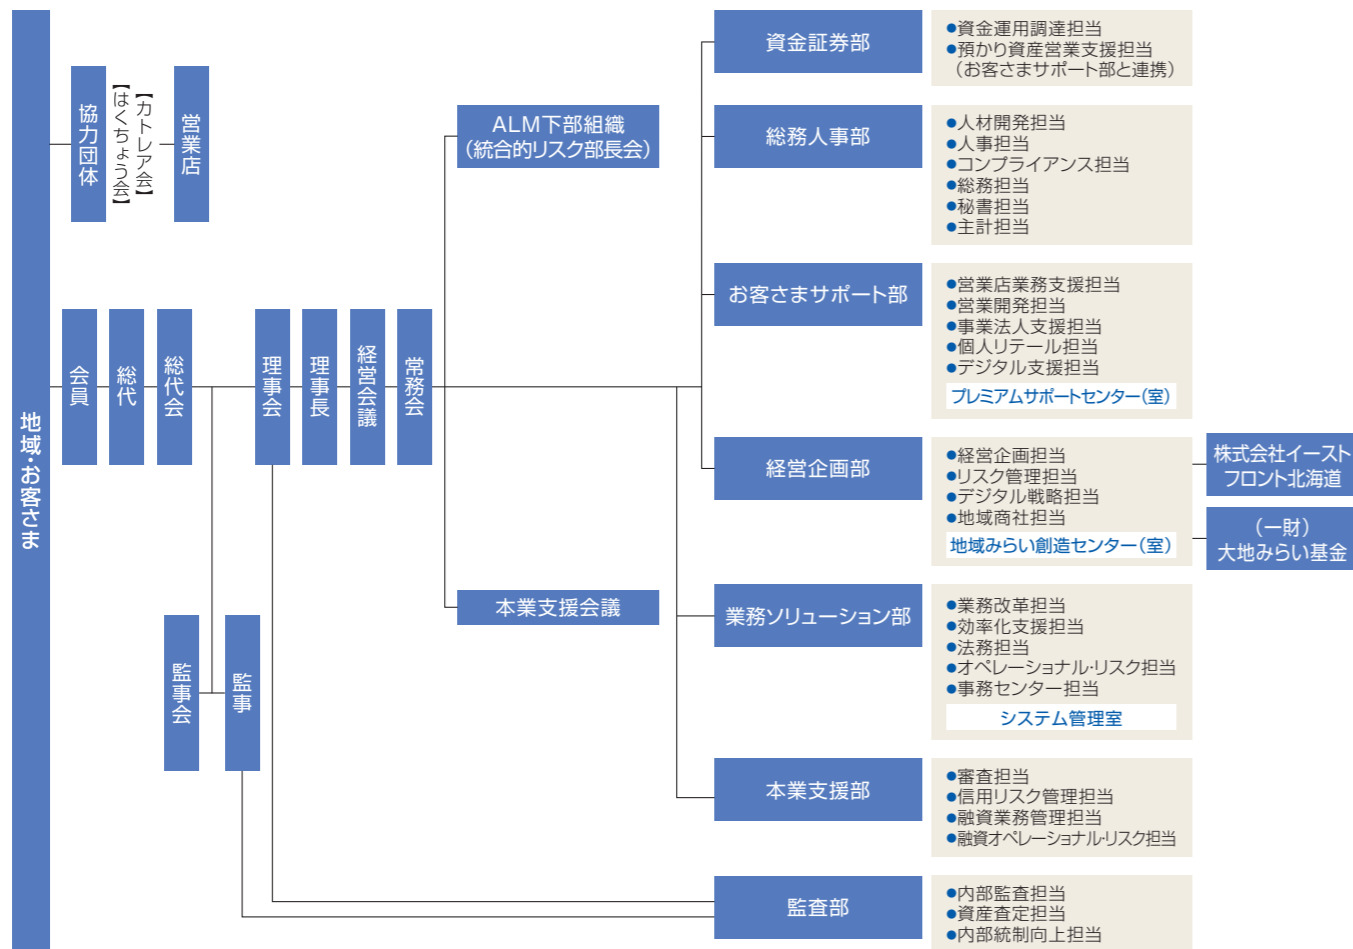 地域・お客さま
協力団体
【カトレア会】
【はくちょう会】
営業店
会員
総代
総代会
理事会
理事長
経営会議
常務会
監事会
監事
ALM下部組織
(統合的リスク部長会)
本業支援会議
資金証券部
●資金運用調達担当
●預かり資産営業支援担当
(お客さまサポート部と連携)
総務人事部
●人材開発担当
●人事担当
●コンプライアンス担当
●総務担当
●秘書担当
●主計担当
お客さまサポート部
●営業店業務支援担当
●営業開発担当
●事業法人支援担当
●個人リテール担当
●デジタル支援担当
プレミアムサポートセンター(室)
経営企画部
●経営企画担当
●リスク管理担当
●デジタル戦略担当
●地域商社担当
地域みらい創造センター(室)
株式会社イースト
フロント北海道
(一財)
大地みらい基金
業務ソリューション部
●業務改革担当
●効率化支援担当
●法務担当
●オペレーショナル・リスク担当
●事務センター担当
システム管理室
本業支援部
●審査担当
●信用リスク管理担当
●融資業務管理担当
●融資オペレーショナル・リスク担当
監査部
●内部監査担当
●資産査定担当
●内部統制向上担当